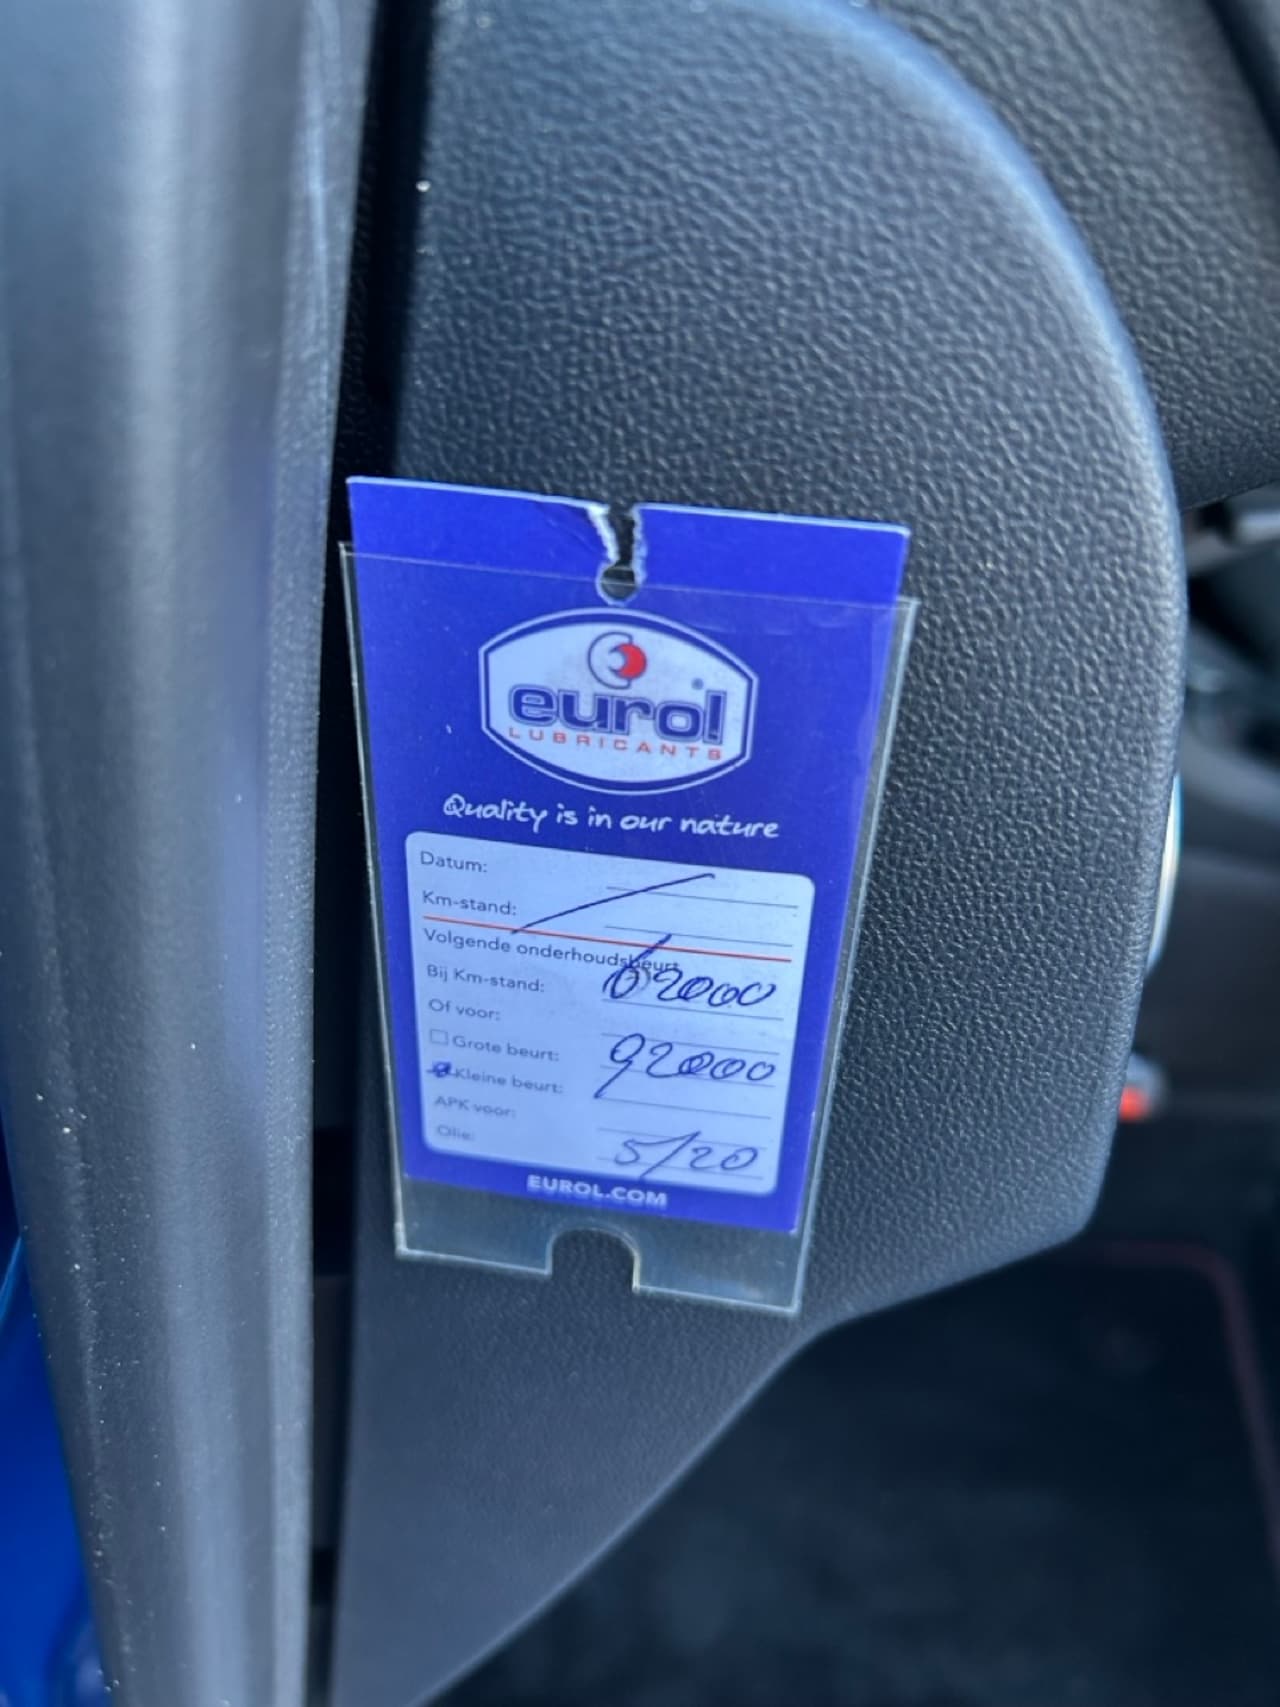 eurol®
LUBRICANTS
Quality is in our nature
Datum:
Km-stand:
Volgende onderhoudsbeurt
Bij Km-stand: 62000
Of voor:
Grote beurt: 92000
Kleine beurt:
APK voor:
Olie: 5/20
EUROL.COM